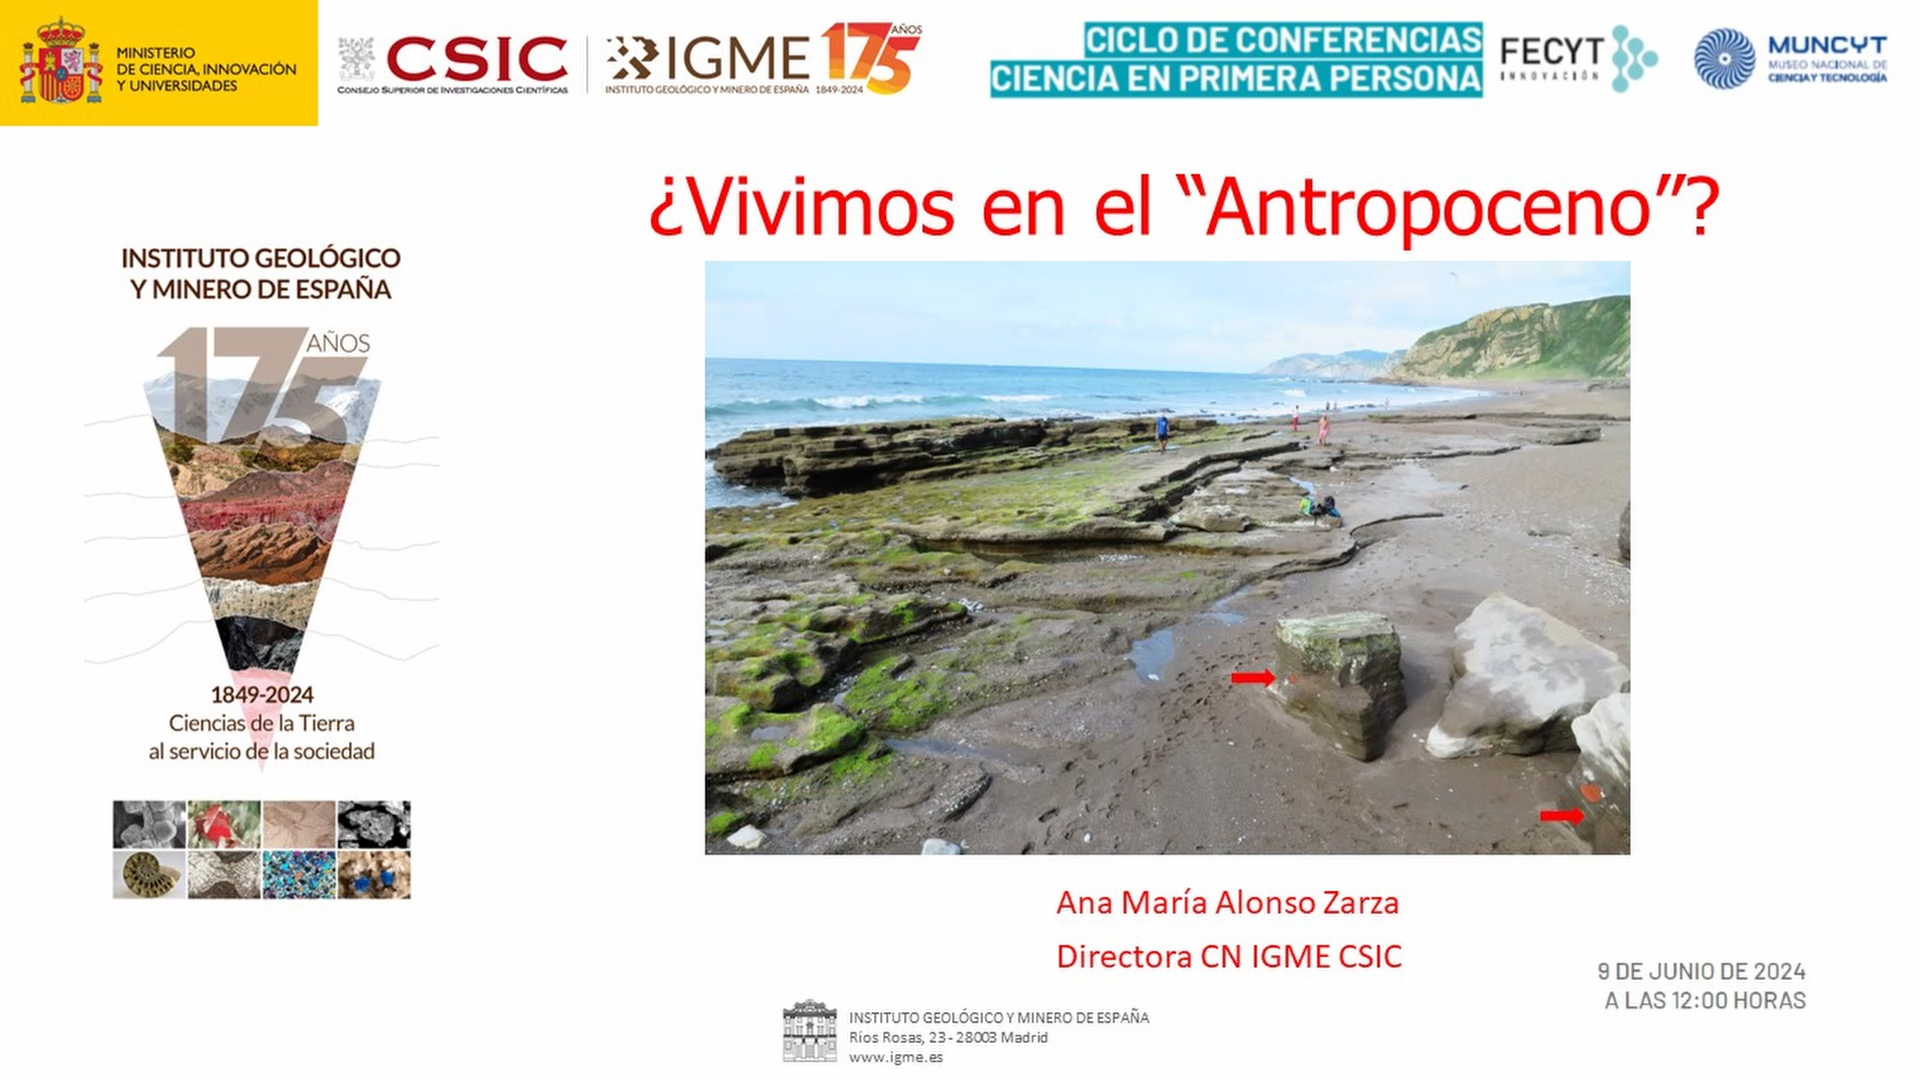 MINISTERIO
DE CIENCIA, INNOVACIÓN
Y UNIVERSIDADES
CSIC
CONSEJO SUPERIOR DE INVESTIGACIONES CIENTÍFICAS
IGME
INSTITUTO GEOLÓGICO Y MINERO DE ESPAÑA
175 AÑOS
1849-2024
CICLO DE CONFERENCIAS
CIENCIA EN PRIMERA PERSONA
FECYT
INNOVACIÓN
MUNCYT
MUSEO NACIONAL DE
CIENCIA Y TECNOLOGÍA
¿Vivimos en el “Antropoceno”?
INSTITUTO GEOLÓGICO
Y MINERO DE ESPAÑA
175 AÑOS
1849-2024
Ciencias de la Tierra
al servicio de la sociedad
Ana María Alonso Zarza
Directora CN IGME CSIC
9 DE JUNIO DE 2024
A LAS 12:00 HORAS
INSTITUTO GEOLÓGICO Y MINERO DE ESPAÑA
Ríos Rosas, 23 - 28003 Madrid
www.igme.es